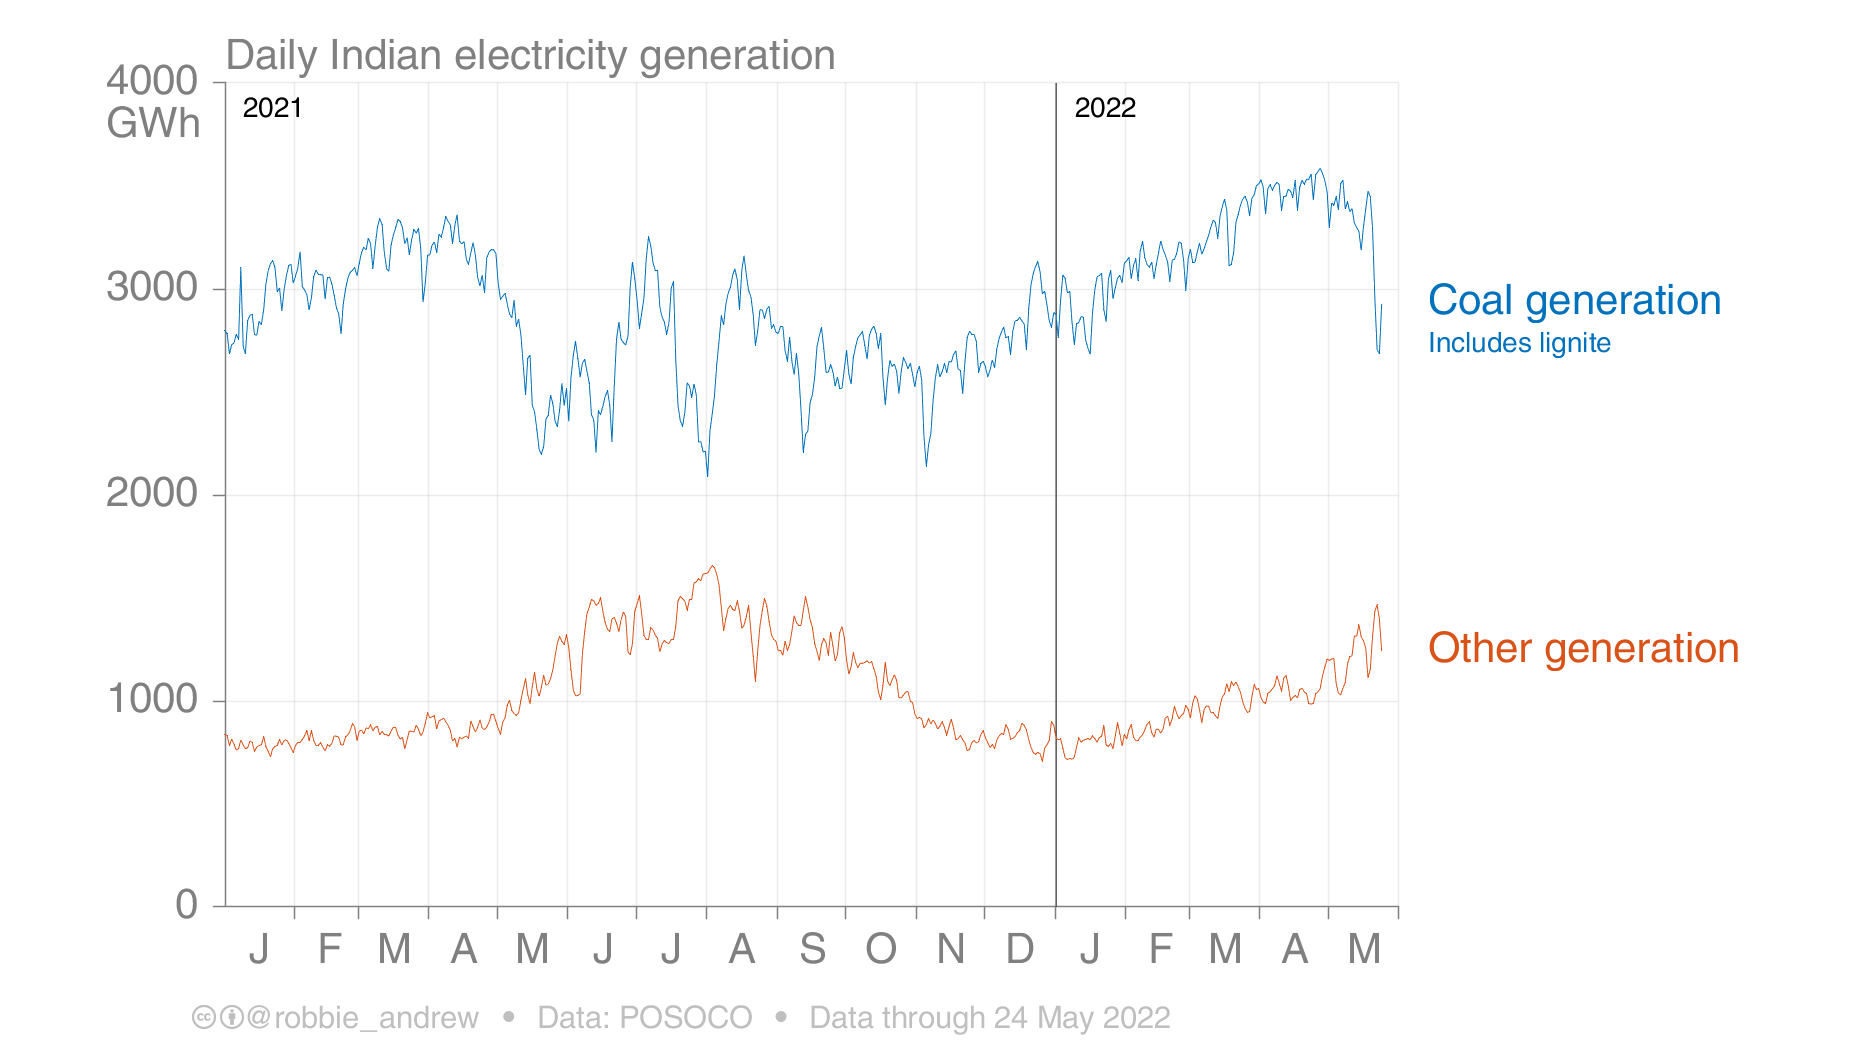 Daily Indian electricity generation
4000
GWh
2021
2022
3000
Coal generation
Includes lignite
2000
Other generation
1000
0
J F M A M J J A S O N D J F M A M
@robbie_andrew • Data: POSOCO • Data through 24 May 2022